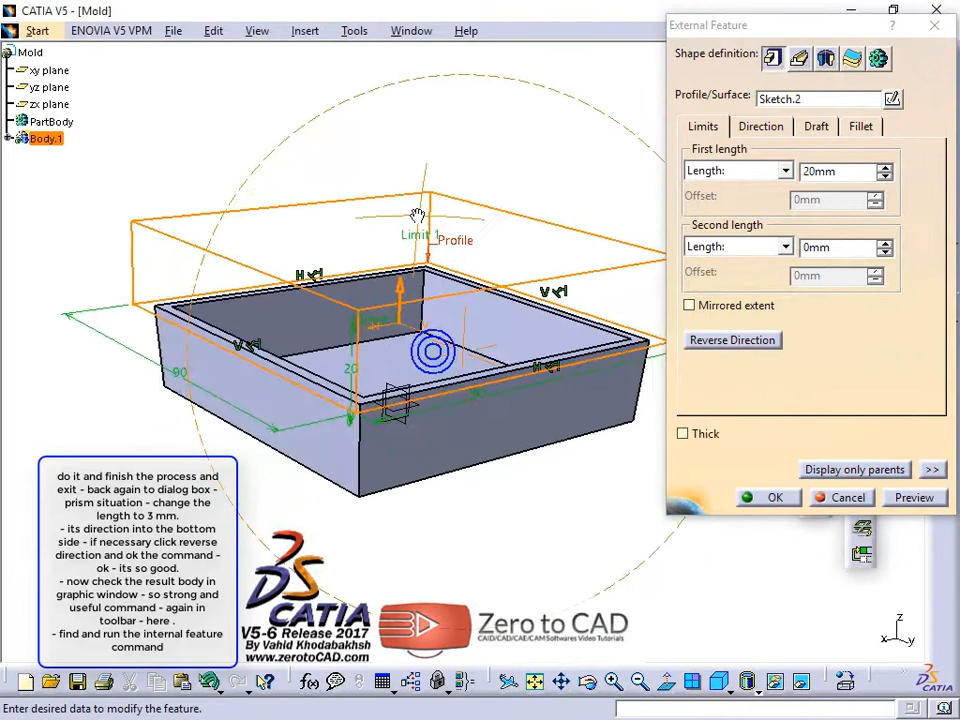 CATIA V5 - [Mold]
Start ENOVIA V5 VPM File Edit View Insert Tools Window Help
Mold
xy plane
yz plane
zx plane
PartBody
Body.1
External Feature
Shape definition:
Profile/Surface: Sketch.2
Limits Direction Draft Fillet
First length
Length: 20mm
Offset: 0mm
Second length
Length: 0mm
Offset: 0mm
Mirrored extent
Reverse Direction
Thick
Display only parents >>
OK Cancel Preview
Limit 1
Profile
H
V
V
H
90
20
do it and finish the process and
exit - back again to dialog box -
prism situation - change the
length to 3 mm.
- its direction into the bottom
side - if necessary click reverse
direction and ok the command -
ok - its so good.
- now check the result body in
graphic window - so strong and
useful command - again in
toolbar - here .
- find and run the internal feature
command
CATIA
V5-6 Release 2017
By Vahid Khodabakhsh
www.zerotoCAD.com
Zero to CAD
CAD/CAD/CAE/CAM Softwares Video Tutorials
z
x
y
f(x)
CATIA
Enter desired data to modify the feature.